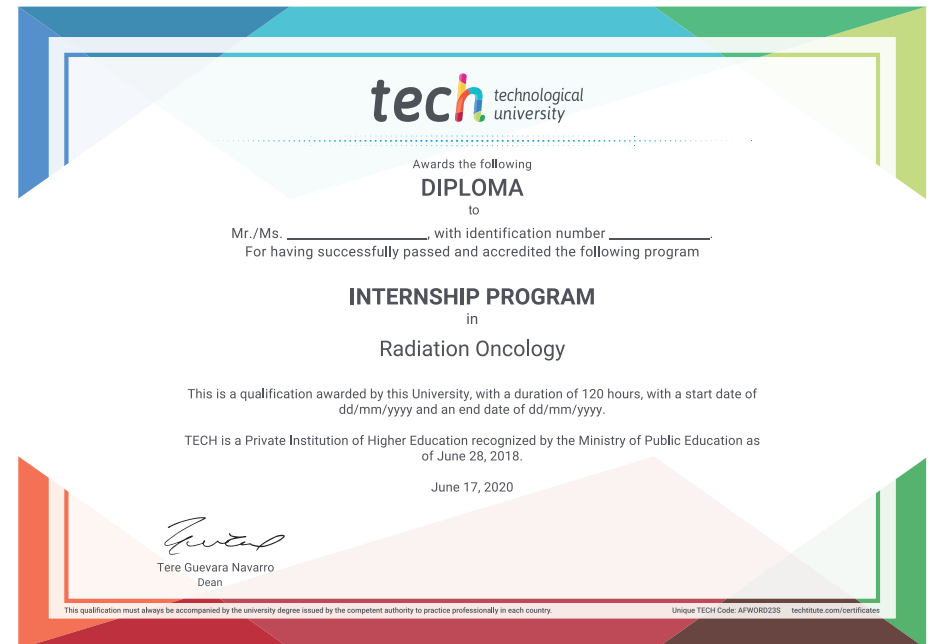 tech technological
university
Awards the following
DIPLOMA
to
Mr./Ms. ____________, with identification number ____________.
For having successfully passed and accredited the following program
INTERNSHIP PROGRAM
in
Radiation Oncology
This is a qualification awarded by this University, with a duration of 120 hours, with a start date of
dd/mm/yyyy and an end date of dd/mm/yyyy.
TECH is a Private Institution of Higher Education recognized by the Ministry of Public Education as
of June 28, 2018.
June 17, 2020
Tere Guevara Navarro
Dean
This qualification must always be accompanied by the university degree issued by the competent authority to practice professionally in each country. Unique TECH Code: AFWORD23S techtitute.com/certificates